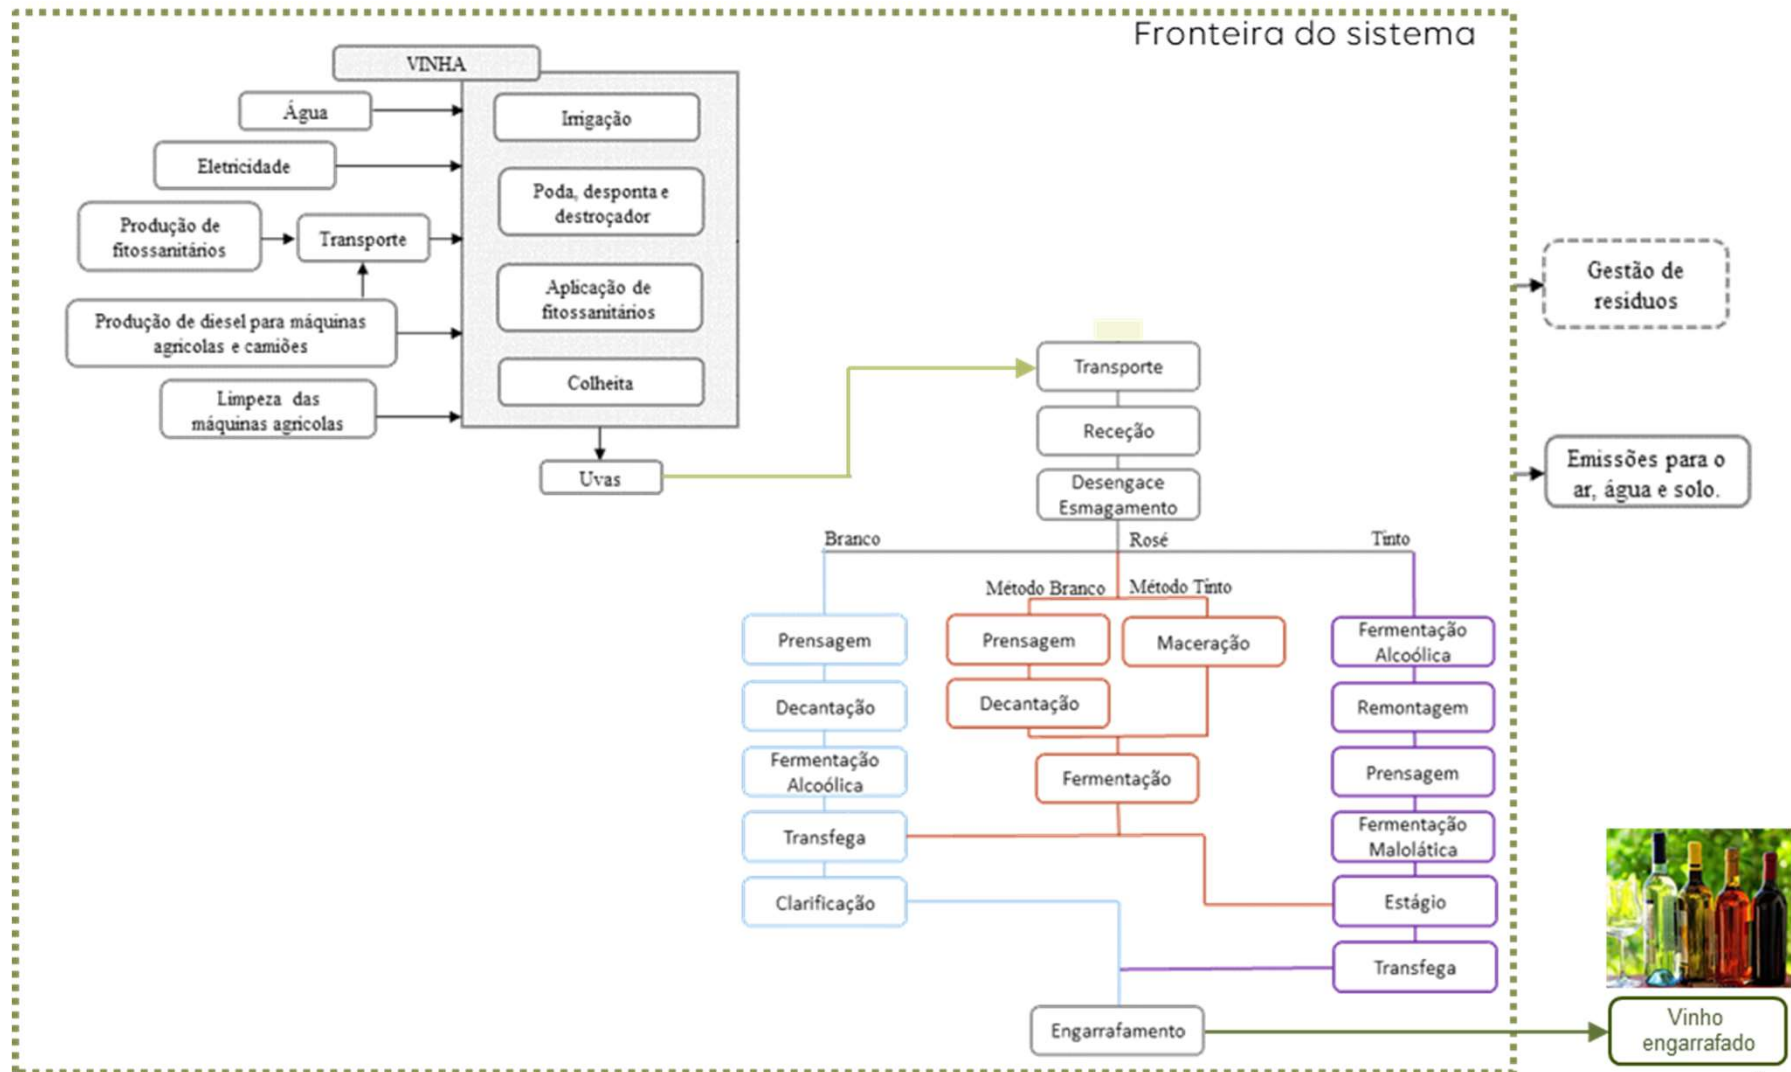 Fronteira do sistema
VINHA
Água
Irrigação
Eletricidade
Poda, desponta e
destroçador
Produção de
fitossanitários
Transporte
Aplicação de
fitossanitários
Produção de diesel para máquinas
agrícolas e camiões
Colheita
Limpeza das
máquinas agrícolas
Uvas
Gestão de
resíduos
Emissões para o
ar, água e solo.
Transporte
Receção
Desengace
Esmagamento
Branco
Rosé
Tinto
Método Branco
Método Tinto
Prensagem
Decantação
Fermentação
Alcoólica
Transfega
Clarificação
Prensagem
Decantação
Maceração
Fermentação
Fermentação
Alcoólica
Remontagem
Prensagem
Fermentação
Malolática
Estágio
Transfega
Engarrafamento
Vinho
engarrafado